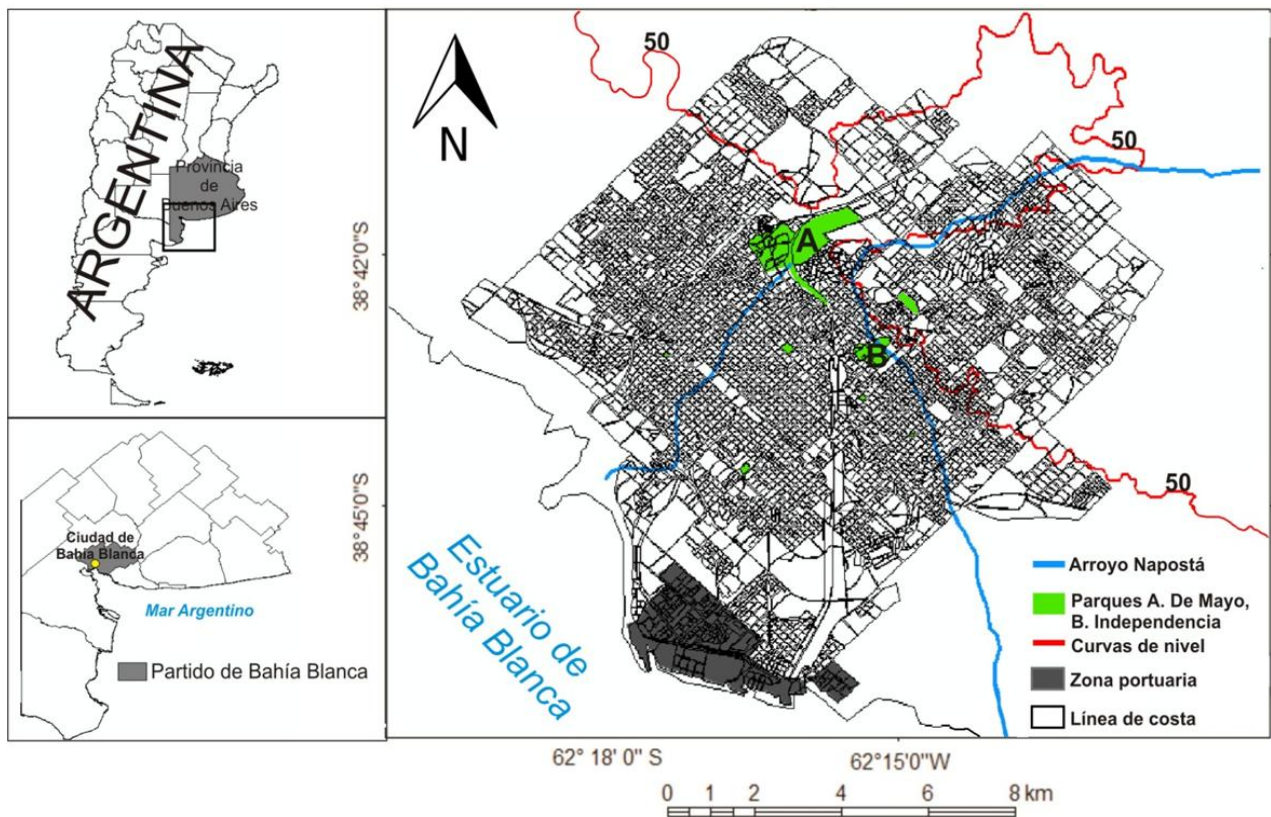 ARGENTINA
Provincia
de
Buenos Aires
Ciudad de
Bahía Blanca
Mar Argentino
Partido de Bahía Blanca
50
N
50
A
B
50
38°42'0"S
38°45'0"S
Estuario de
Bahía Blanca
Arroyo Napostá
Parques A. De Mayo,
B. Independencia
Curvas de nivel
Zona portuaria
Línea de costa
62° 18' 0" S
62°15'0"W
0 1 2 4 6 8 km